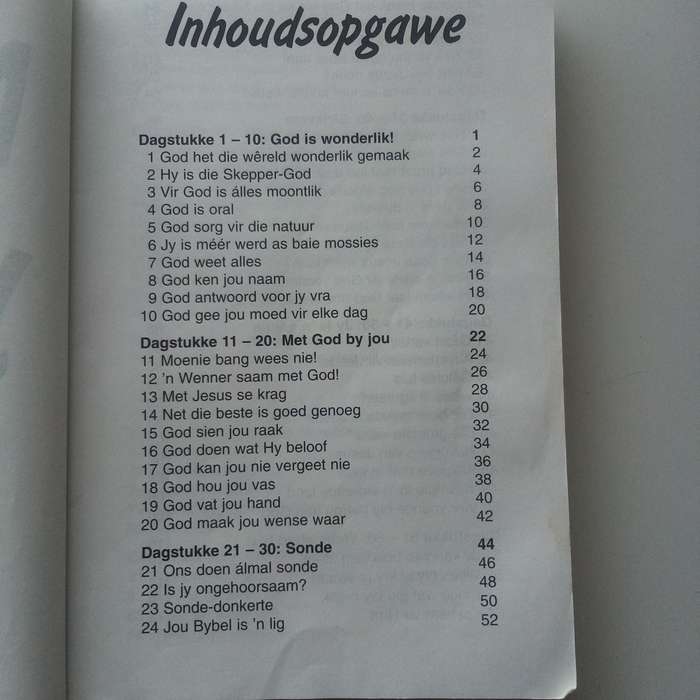 Inhoudsopgawe
Dagstukke 1 – 10: God is wonderlik! 1
1 God het die wêreld wonderlik gemaak 2
2 Hy is die Skepper-God 4
3 Vir God is álles moontlik 6
4 God is oral 8
5 God sorg vir die natuur 10
6 Jy is méér werd as baie mossies 12
7 God weet alles 14
8 God ken jou naam 16
9 God antwoord voor jy vra 18
10 God gee jou moed vir elke dag 20
Dagstukke 11 – 20: Met God by jou 22
11 Moenie bang wees nie! 24
12 ’n Wenner saam met God! 26
13 Met Jesus se krag 28
14 Net die beste is goed genoeg 30
15 God sien jou raak 32
16 God doen wat Hy beloof 34
17 God kan jou nie vergeet nie 36
18 God hou jou vas 38
19 God vat jou hand 40
20 God maak jou wense waar 42
Dagstukke 21 – 30: Sonde 44
21 Ons doen álmal sonde 46
22 Is jy ongehoorsaam? 48
23 Sonde-donkerte 50
24 Jou Bybel is ’n lig 52